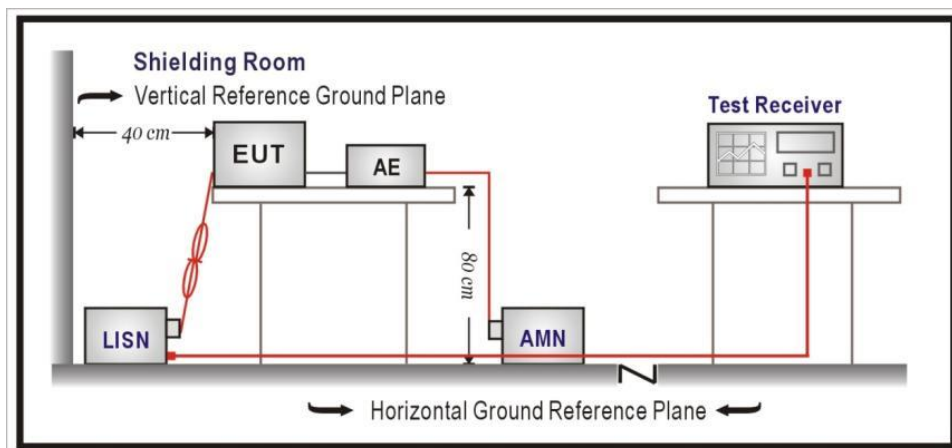 Shielding Room
Vertical Reference Ground Plane
40 cm
EUT
AE
Test Receiver
80 cm
LISN
AMN
Horizontal Ground Reference Plane